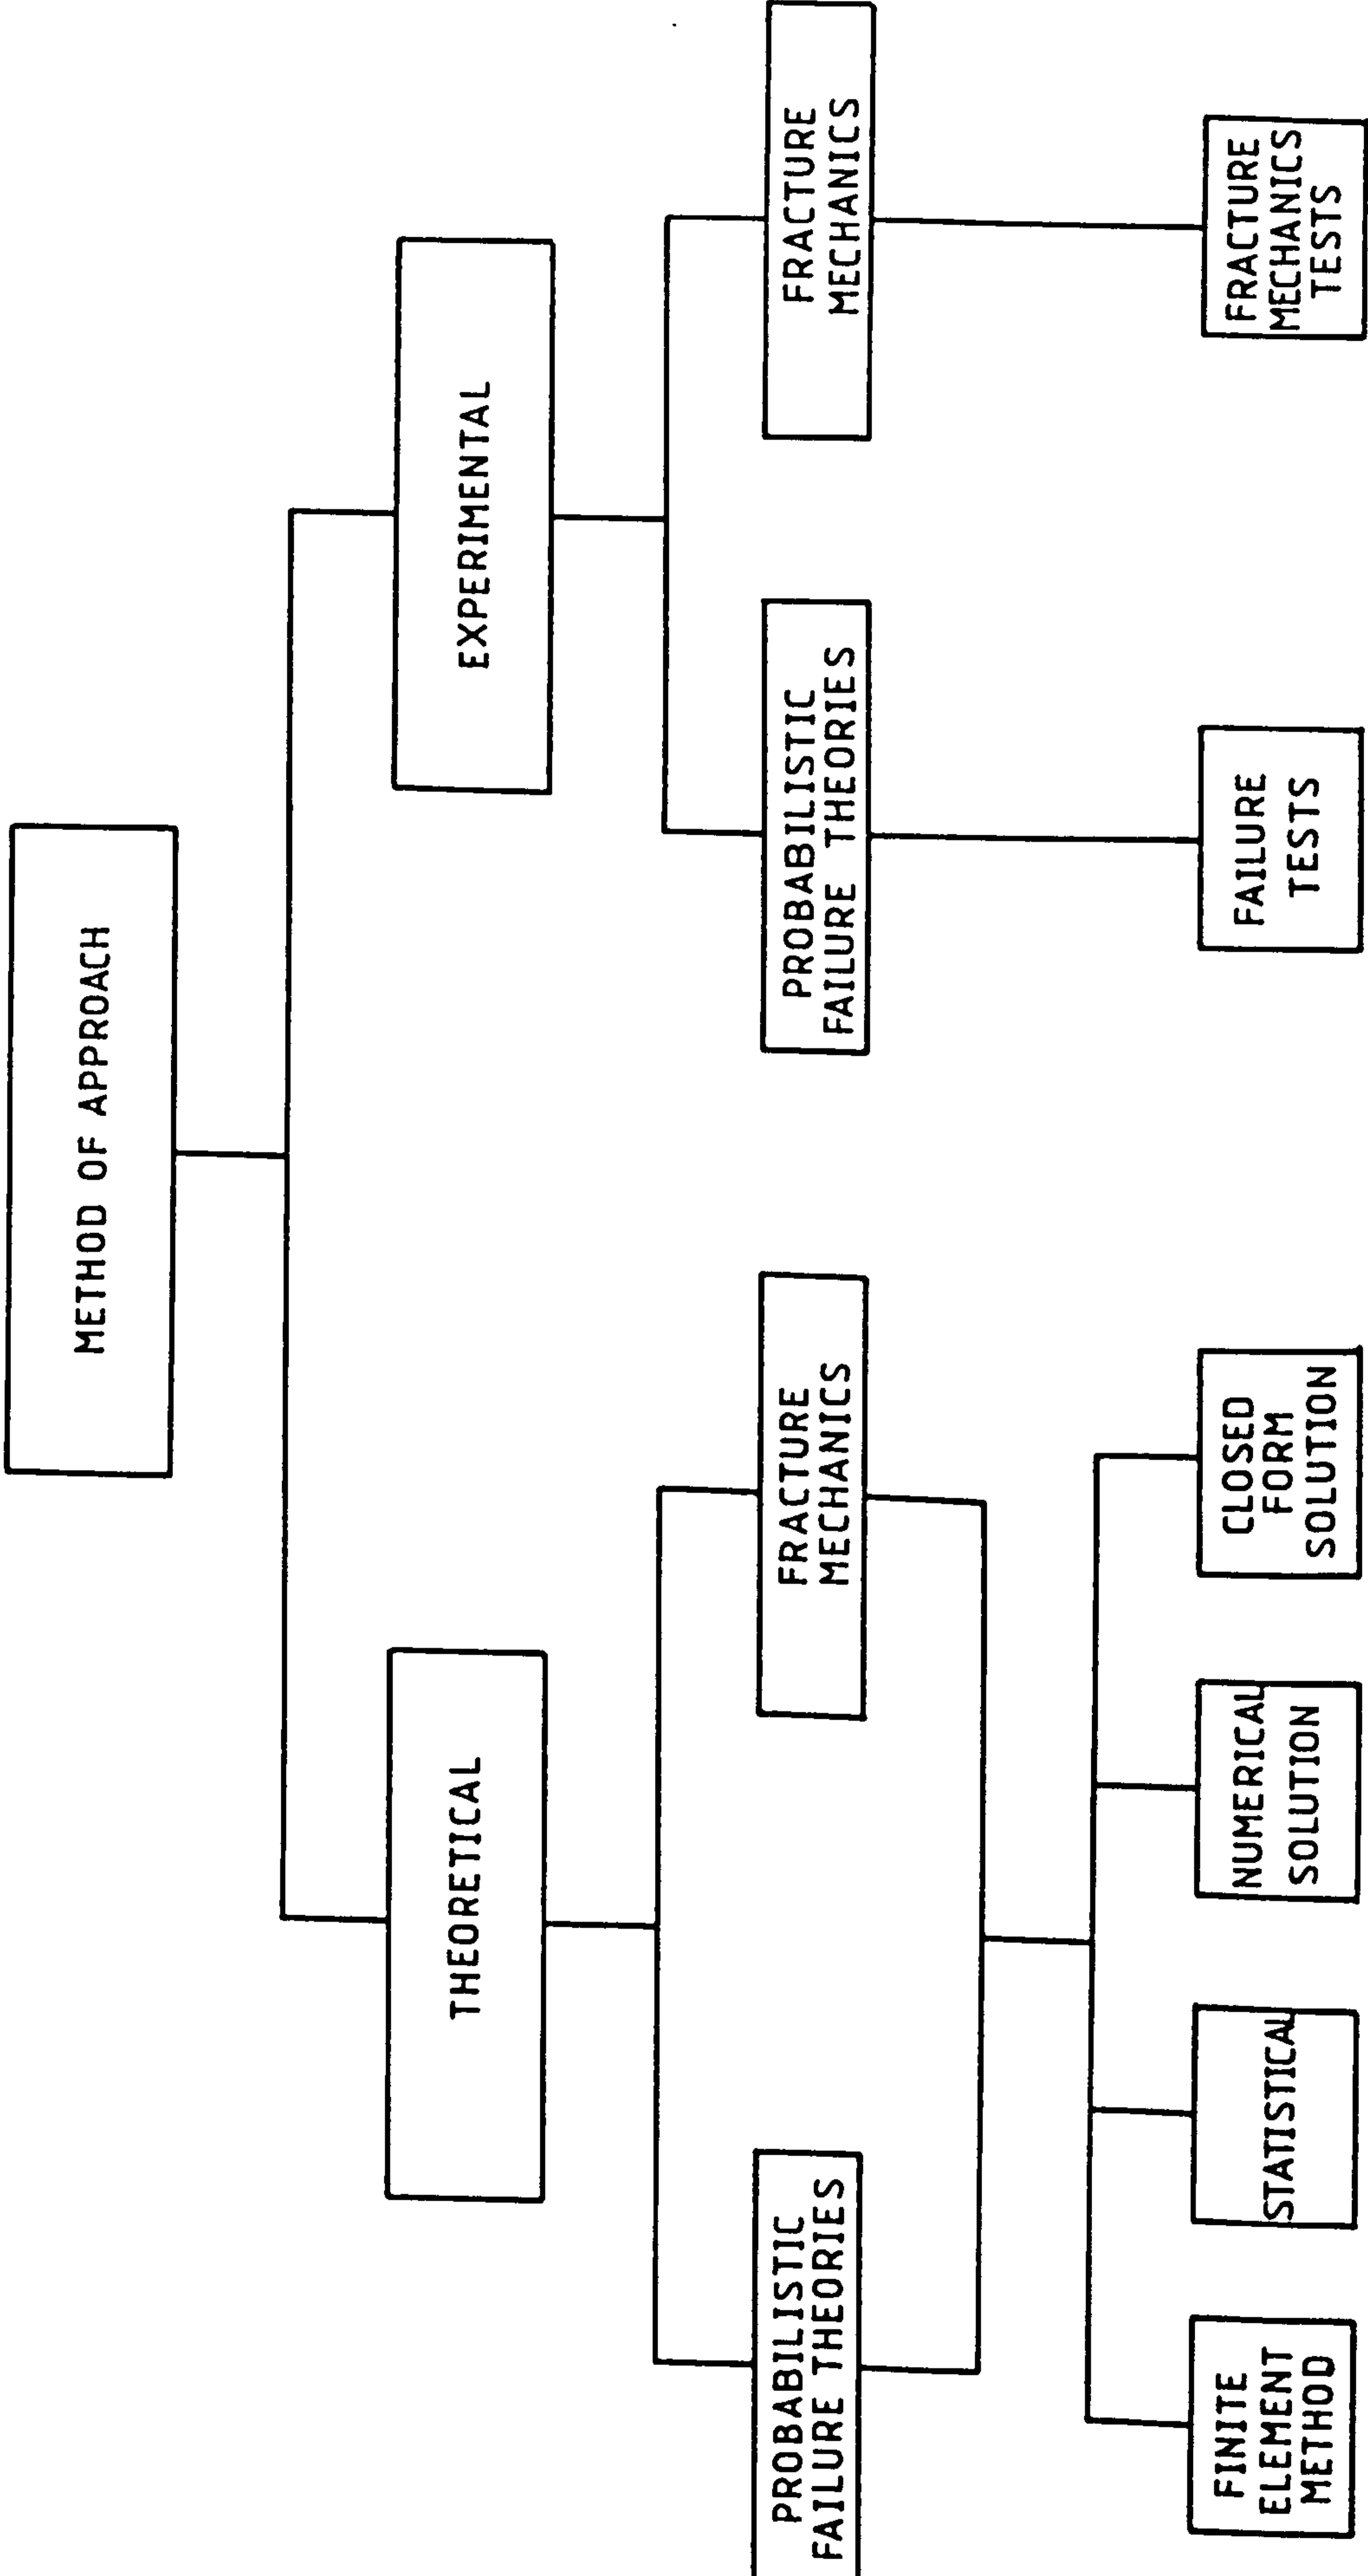 METHOD OF APPROACH
THEORETICAL
EXPERIMENTAL
PROBABILISTIC
FAILURE THEORIES
FRACTURE
MECHANICS
PROBABILISTIC
FAILURE THEORIES
FRACTURE
MECHANICS
FINITE
ELEMENT
METHOD
STATISTICAL
NUMERICAL
SOLUTION
CLOSED
FORM
SOLUTION
FAILURE
TESTS
FRACTURE
MECHANICS
TESTS